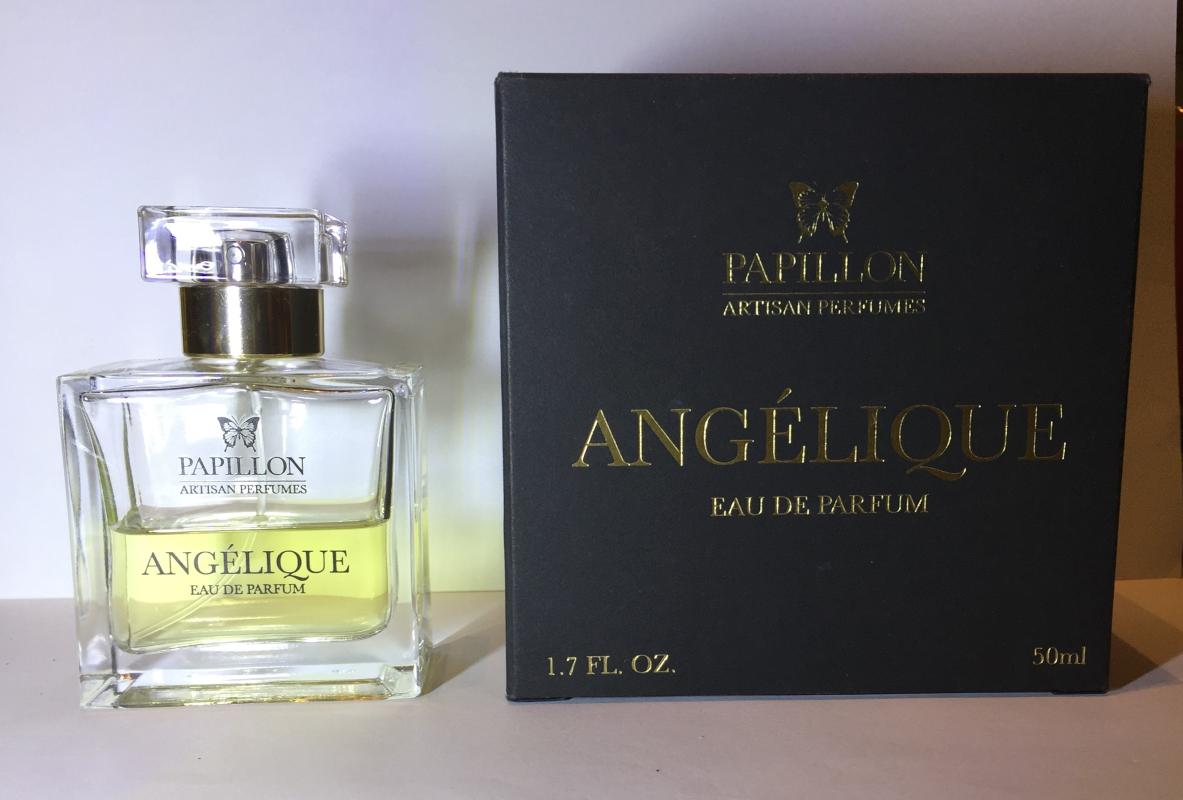 PAPILLON
ARTISAN PERFUMES
ANGÉLIQUE
EAU DE PARFUM
PAPILLON
ARTISAN PERFUMES
ANGÉLIQUE
EAU DE PARFUM
1.7 FL. OZ.
50ml